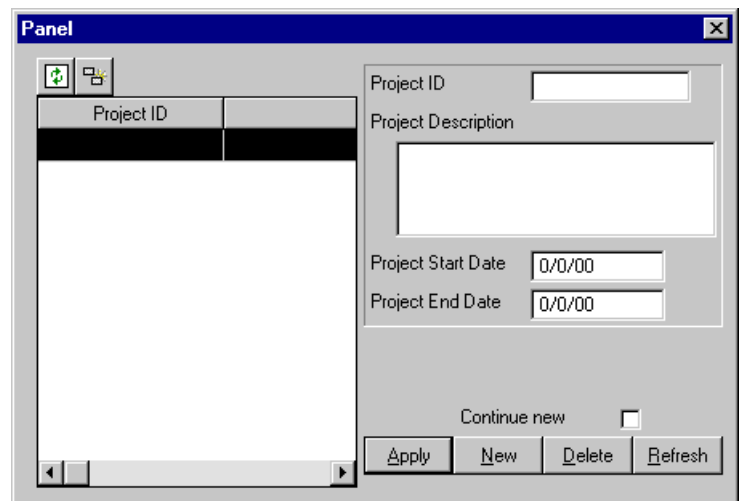 Panel
Project ID
Project ID
Project Description
Project Start Date 0/0/00
Project End Date 0/0/00
Continue new
Apply New Delete Refresh